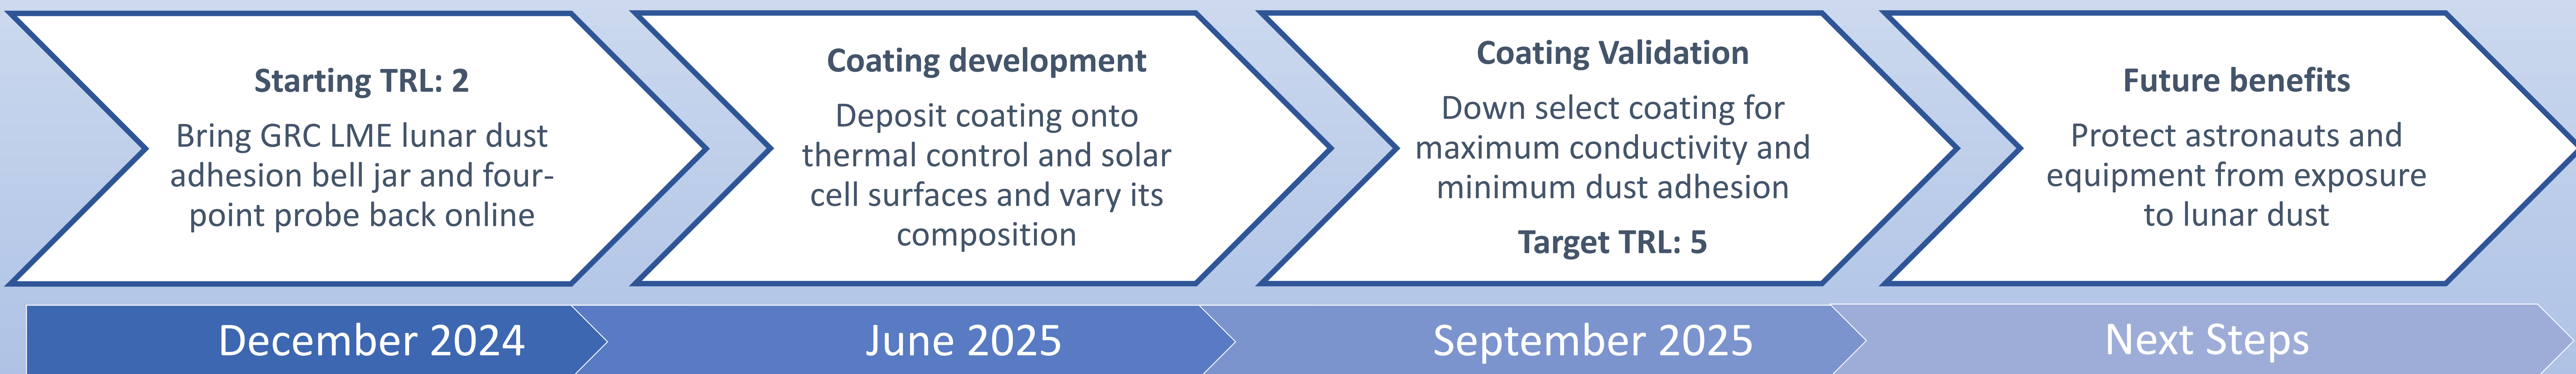 Starting TRL: 2
Bring GRC LME lunar dust
adhesion bell jar and four-
point probe back online
Coating development
Deposit coating onto
thermal control and solar
cell surfaces and vary its
composition
Coating Validation
Down select coating for
maximum conductivity and
minimum dust adhesion
Target TRL: 5
Future benefits
Protect astronauts and
equipment from exposure
to lunar dust
December 2024
June 2025
September 2025
Next Steps